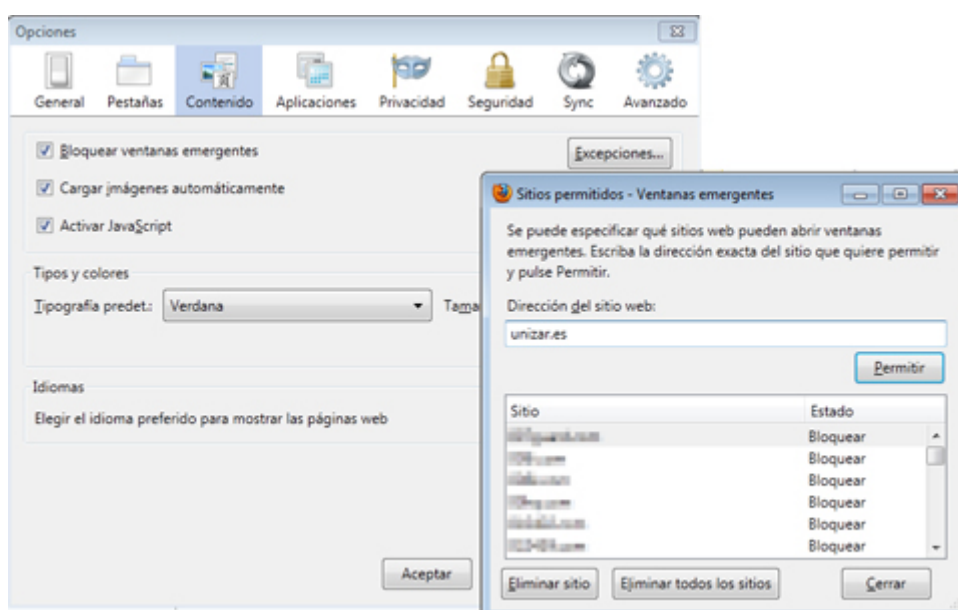 Opciones
General Pestañas Contenido Aplicaciones Privacidad Seguridad Sync Avanzado
Bloquear ventanas emergentes
Excepciones...
Cargar imágenes automáticamente
Activar JavaScript
Tipos y colores
Tipografía predet.: Verdana
Idiomas
Elegir el idioma preferido para mostrar las páginas web
Aceptar
Sitios permitidos - Ventanas emergentes
Se puede especificar qué sitios web pueden abrir ventanas
emergentes. Escriba la dirección exacta del sitio que quiere permitir
y pulse Permitir.
Dirección del sitio web:
unizar.es
Permitir
Sitio Estado
Bloquear
Bloquear
Bloquear
Bloquear
Bloquear
Bloquear
Eliminar sitio Eliminar todos los sitios Cerrar